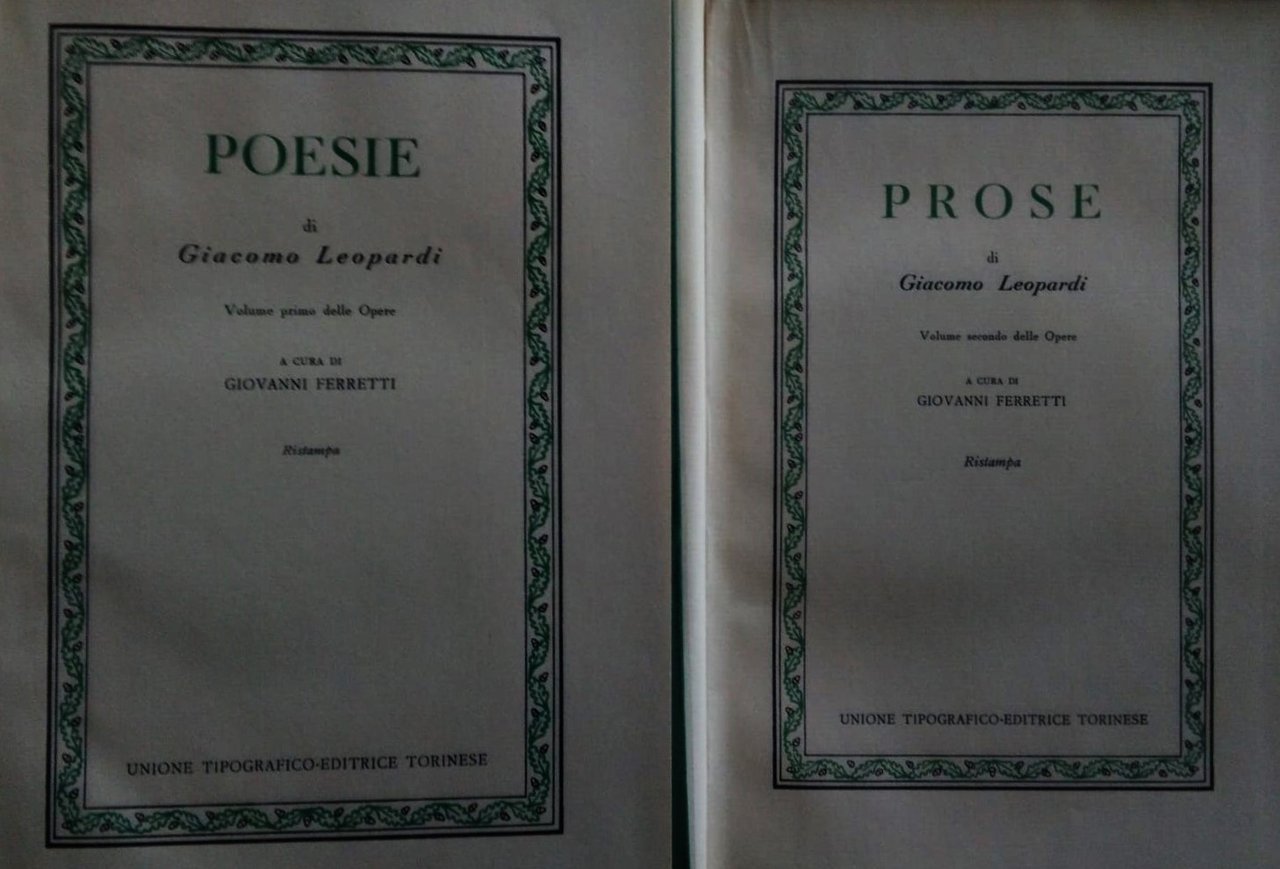 POESIE
di
Giacomo Leopardi
Volume primo delle Opere
A CURA DI
GIOVANNI FERRETTI
Ristampa
UNIONE TIPOGRAFICO-EDITRICE TORINESE
PROSE
di
Giacomo Leopardi
Volume secondo delle Opere
A CURA DI
GIOVANNI FERRETTI
Ristampa
UNIONE TIPOGRAFICO-EDITRICE TORINESE